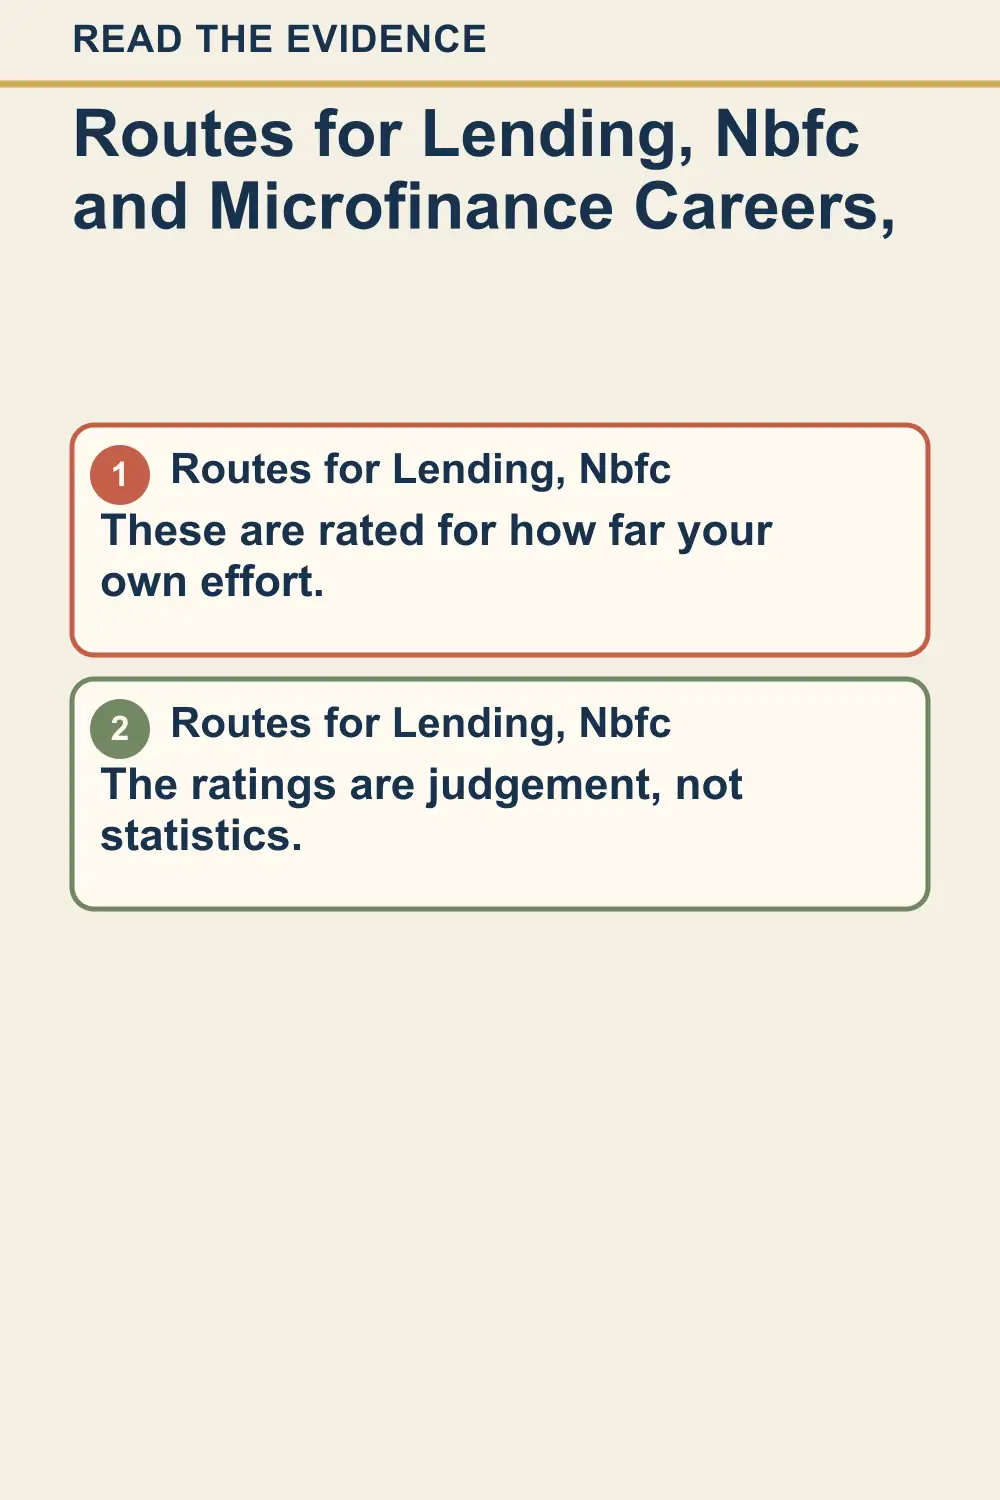 READ THE EVIDENCE
Routes for Lending, Nbfc
and Microfinance Careers,
1
Routes for Lending, Nbfc
These are rated for how far your
own effort.
2
Routes for Lending, Nbfc
The ratings are judgement, not
statistics.